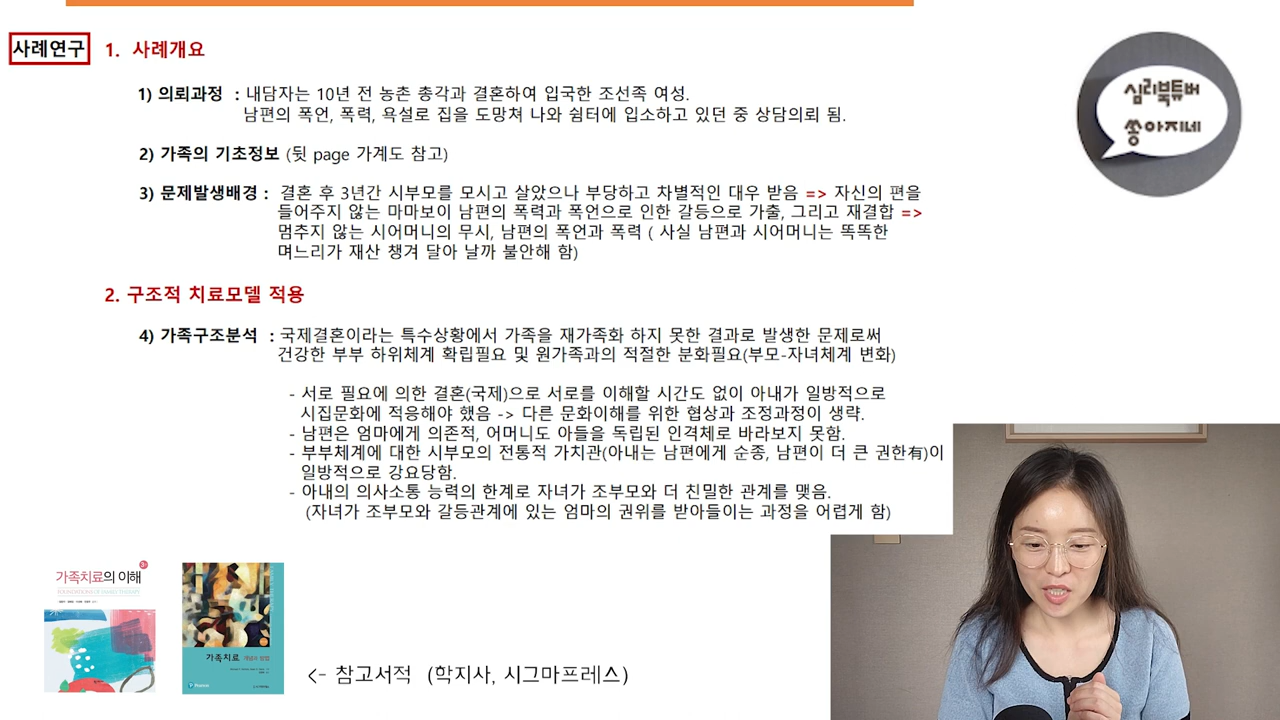 사례연구
1. 사례개요
1) 의뢰과정 : 내담자는 10년 전 농촌 총각과 결혼하여 입국한 조선족 여성.
남편의 폭언, 폭력, 욕설로 집을 도망쳐 나와 쉼터에 입소하고 있던 중 상담의뢰 됨.
2) 가족의 기초정보 (뒷 page 가계도 참고)
3) 문제발생배경 : 결혼 후 3년간 시부모를 모시고 살았으나 부당하고 차별적인 대우 받음 => 자신의 편을
들어주지 않는 마마보이 남편의 폭력과 폭언으로 인한 갈등으로 가출, 그리고 재결합 =>
멈추지 않는 시어머니의 무시, 남편의 폭언과 폭력 ( 사실 남편과 시어머니는 똑똑한
며느리가 재산 챙겨 달아 날까 불안해 함)
2. 구조적 치료모델 적용
4) 가족구조분석 : 국제결혼이라는 특수상황에서 가족을 재가족화 하지 못한 결과로 발생한 문제로써
건강한 부부 하위체계 확립필요 및 원가족과의 적절한 분화필요(부모-자녀체계 변화)
- 서로 필요에 의한 결혼(국제)으로 서로를 이해할 시간도 없이 아내가 일방적으로
시집문화에 적응해야 했음 -> 다른 문화이해를 위한 협상과 조정과정이 생략.
- 남편은 엄마에게 의존적, 어머니도 아들을 독립된 인격체로 바라보지 못함.
- 부부체계에 대한 시부모의 전통적 가치관(아내는 남편에게 순종, 남편이 더 큰 권한有)이
일방적으로 강요당함.
- 아내의 의사소통 능력의 한계로 자녀가 조부모와 더 친밀한 관계를 맺음.
(자녀가 조부모와 갈등관계에 있는 엄마의 권위를 받아들이는 과정을 어렵게 함)
심리북튜버
쏭아지네
가족치료의 이해
가족치료 개념과 방법
Pearson
<- 참고서적 (학지사, 시그마프레스)